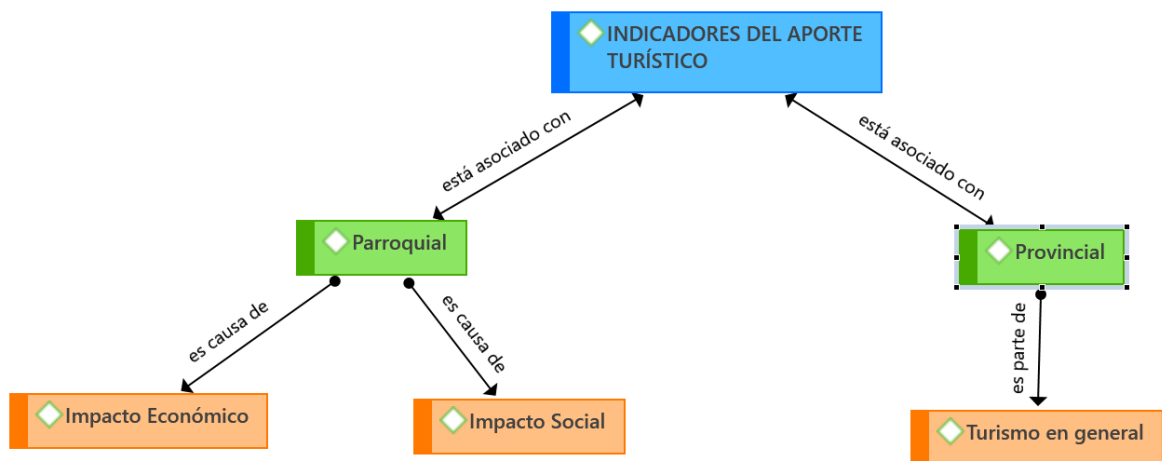 INDICADORES DEL APORTE
TURÍSTICO
está asociado con
está asociado con
Parroquial
Provincial
es causa de
es causa de
es parte de
Impacto Económico
Impacto Social
Turismo en general